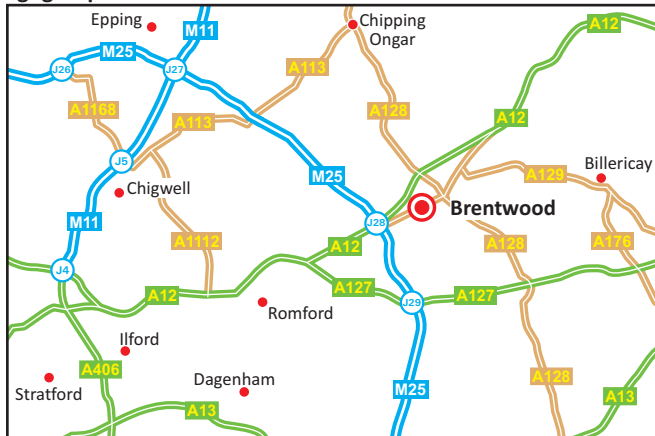 Epping
M11
Chipping
Ongar
A12
M25
J26
J27
A113
A1168
A113
A128
A12
J5
M25
A129
Billericay
Chigwell
Brentwood
M11
J28
A1112
A12
A128
A176
J4
A12
A127
J29
A127
Romford
Ilford
A406
Stratford
Dagenham
A128
M25
A13
A13